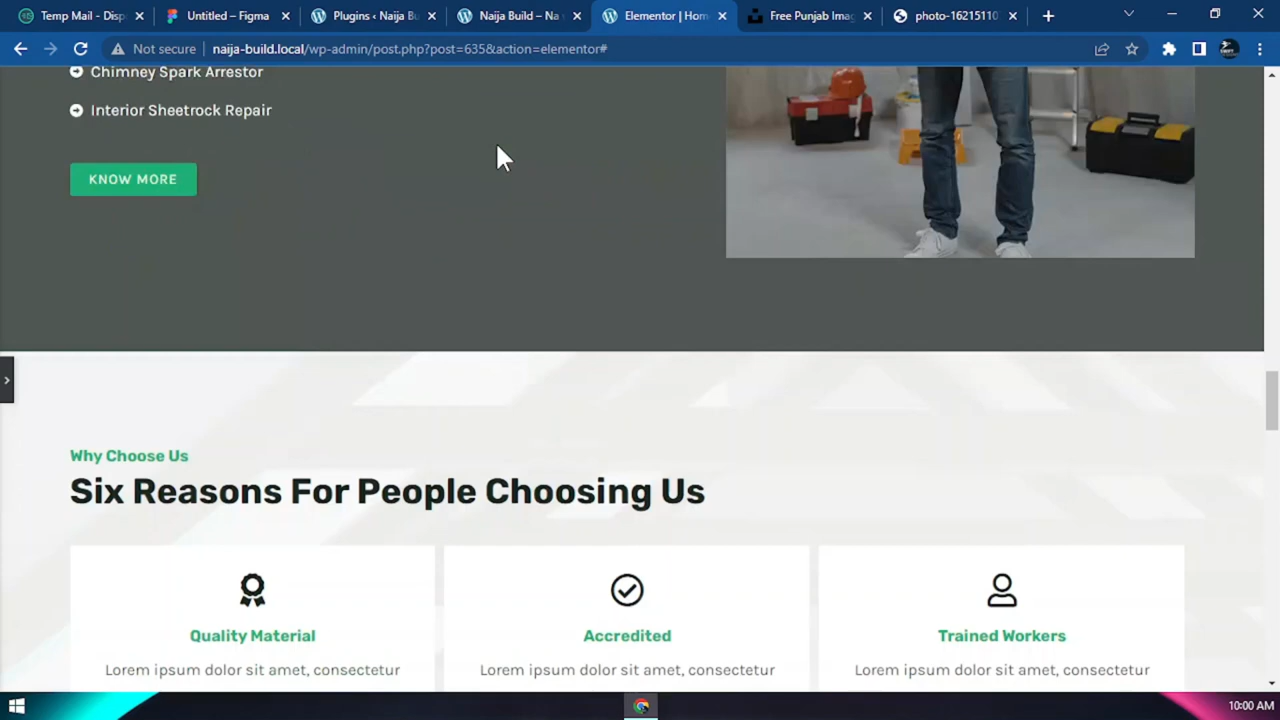 Temp Mail - Disp
Untitled – Figma
Plugins ‹ Naija Bu
Naija Build – Na
Elementor | Hom
Free Punjab Imag
photo-16215110
Not secure
naija-build.local/wp-admin/post.php?post=635&action=elementor#
Chimney Spark Arrestor
Interior Sheetrock Repair
KNOW MORE
Why Choose Us
Six Reasons For People Choosing Us
Quality Material
Accredited
Trained Workers
Lorem ipsum dolor sit amet, consectetur
Lorem ipsum dolor sit amet, consectetur
Lorem ipsum dolor sit amet, consectetur
10:00 AM